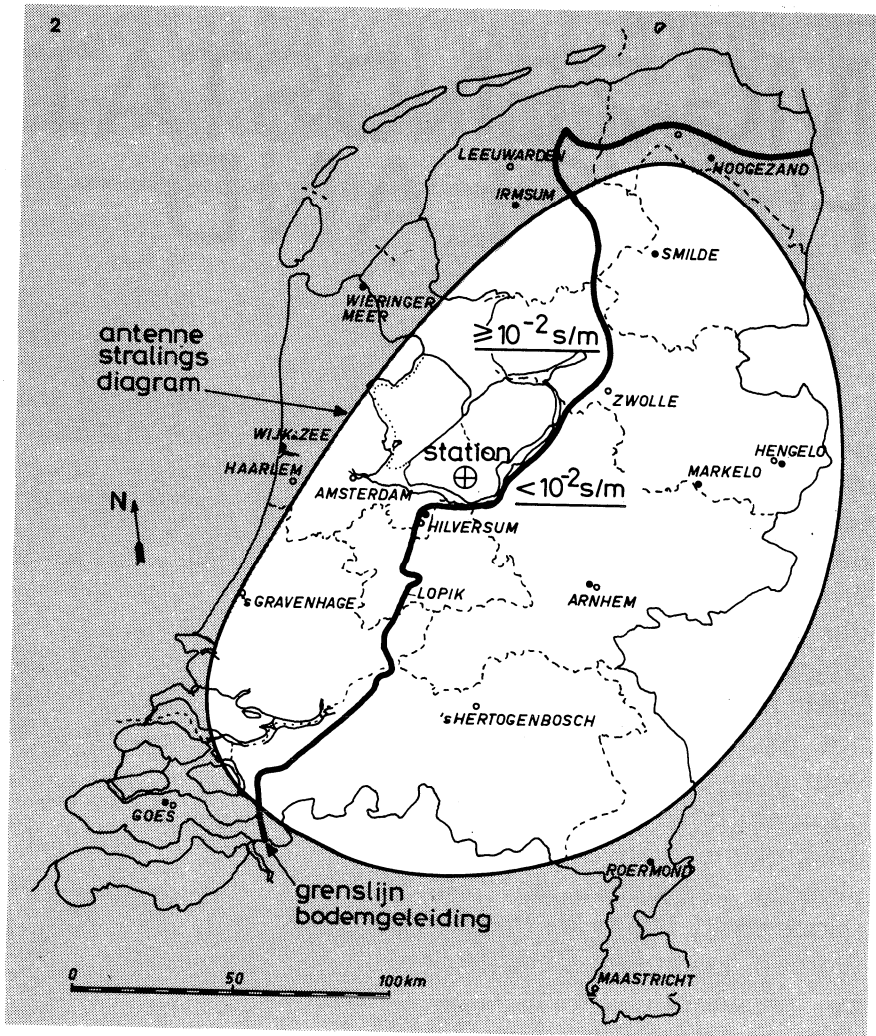 2
LEEUWARDEN
HOOGEZAND
IRMSUM
SMILDE
WIERINGER
MEER
≥10⁻² s/m
antenne
stralings
diagram
ZWOLLE
WIJK a. ZEE
HENGELO
station
HAARLEM
MARKELO
AMSTERDAM
<10⁻² s/m
N
HILVERSUM
LOPIK
'sGRAVENHAGE
ARNHEM
'sHERTOGENBOSCH
GOES
ROERMOND
grenslijn
bodemgeleiding
0 50 100km
MAASTRICHT